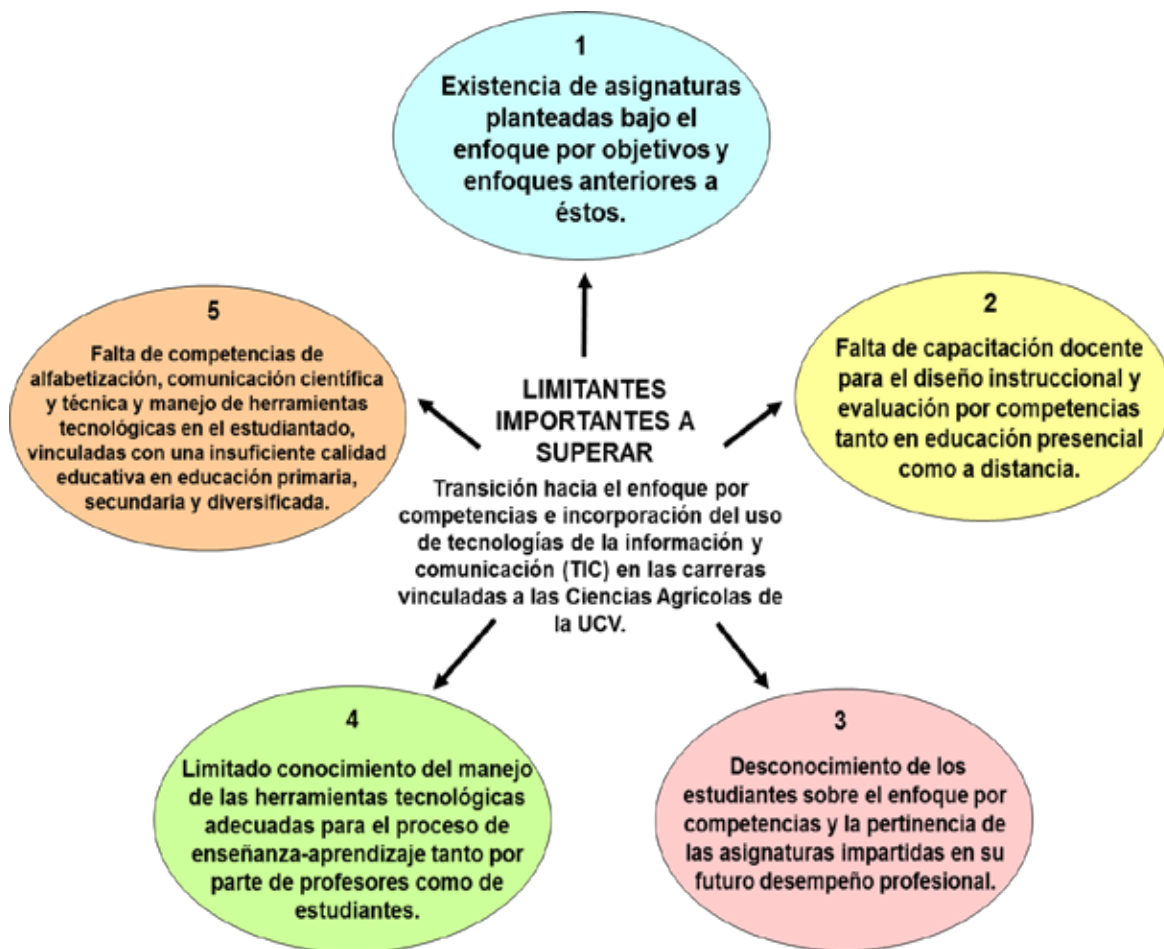 1
Existencia de asignaturas
planteadas bajo el
enfoque por objetivos y
enfoques anteriores a
éstos.
2
Falta de capacitación docente
para el diseño instruccional y
evaluación por competencias
tanto en educación presencial
como a distancia.
5
Falta de competencias de
alfabetización, comunicación científica
y técnica y manejo de herramientas
tecnológicas en el estudiantado,
vinculadas con una insuficiente calidad
educativa en educación primaria,
secundaria y diversificada.
LIMITANTES
IMPORTANTES A
SUPERAR
Transición hacia el enfoque por
competencias e incorporación del uso
de tecnologías de la información y
comunicación (TIC) en las carreras
vinculadas a las Ciencias Agrícolas de
la UCV.
4
Limitado conocimiento del manejo
de las herramientas tecnológicas
adecuadas para el proceso de
enseñanza-aprendizaje tanto por
parte de profesores como de
estudiantes.
3
Desconocimiento de los
estudiantes sobre el enfoque por
competencias y la pertinencia de
las asignaturas impartidas en su
futuro desempeño profesional.